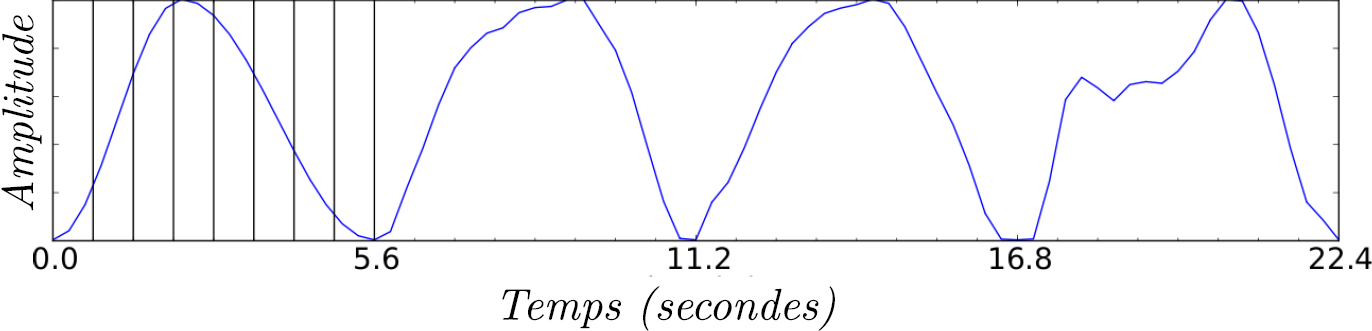 Amplitude
0.0 5.6 11.2 16.8 22.4
Temps (secondes)